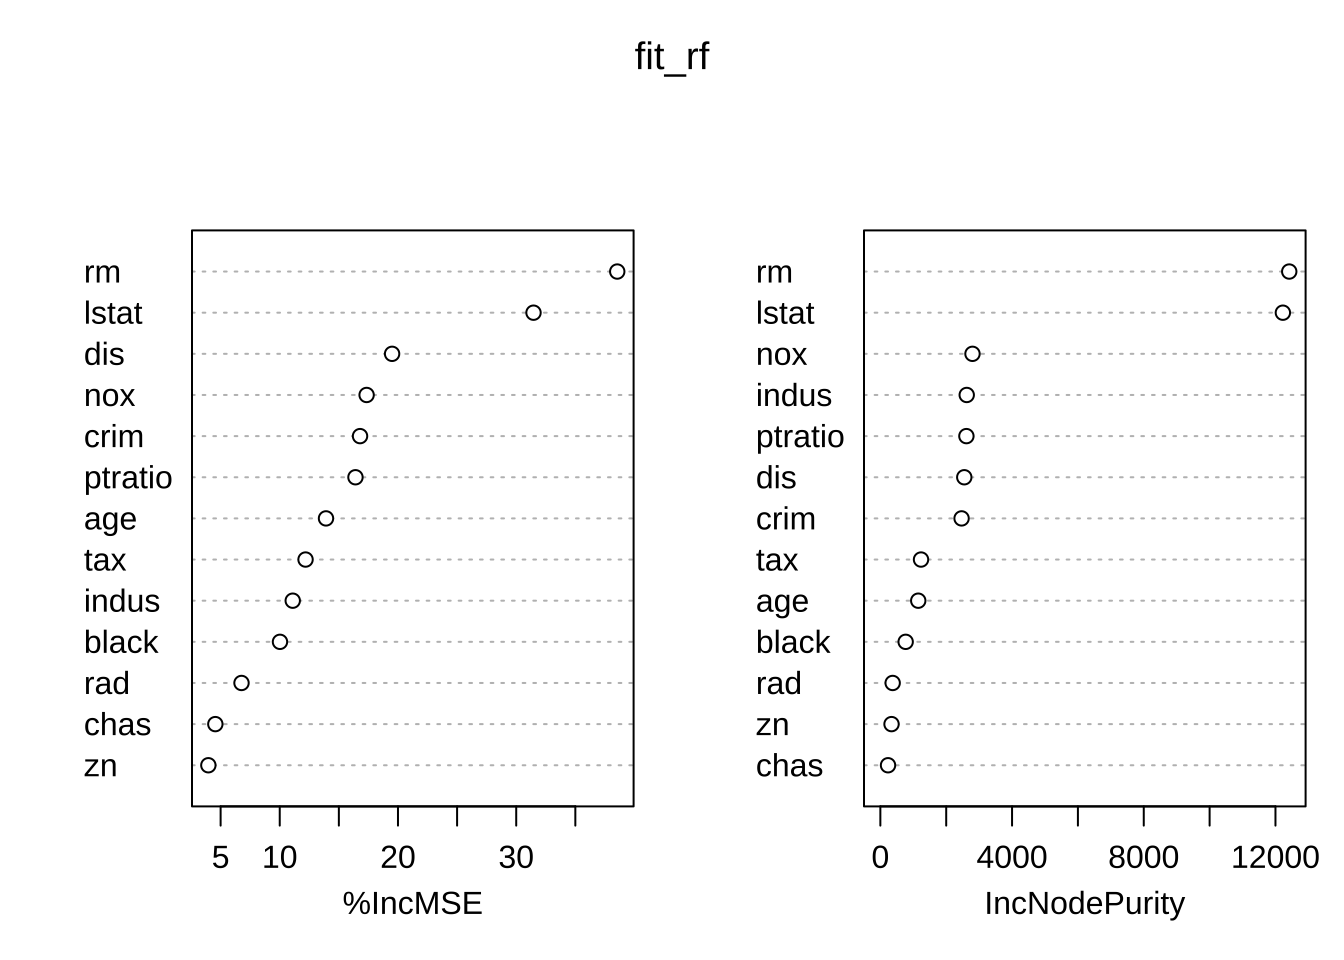 fit_rf
rm
lstat
dis
nox
crim
ptratio
age
tax
indus
black
rad
chas
zn
5 10 20 30
%IncMSE
rm
lstat
nox
indus
ptratio
dis
crim
tax
age
black
rad
zn
chas
0 4000 8000 12000
IncNodePurity